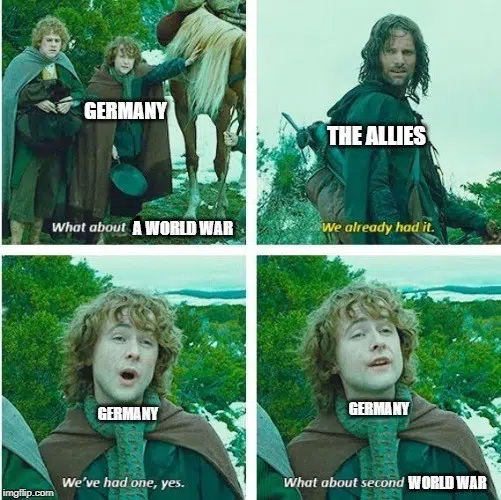 GERMANY
What about A WORLD WAR
THE ALLIES
We already had it.
GERMANY
We've had one, yes.
GERMANY
What about second WORLD WAR
imgflip.com